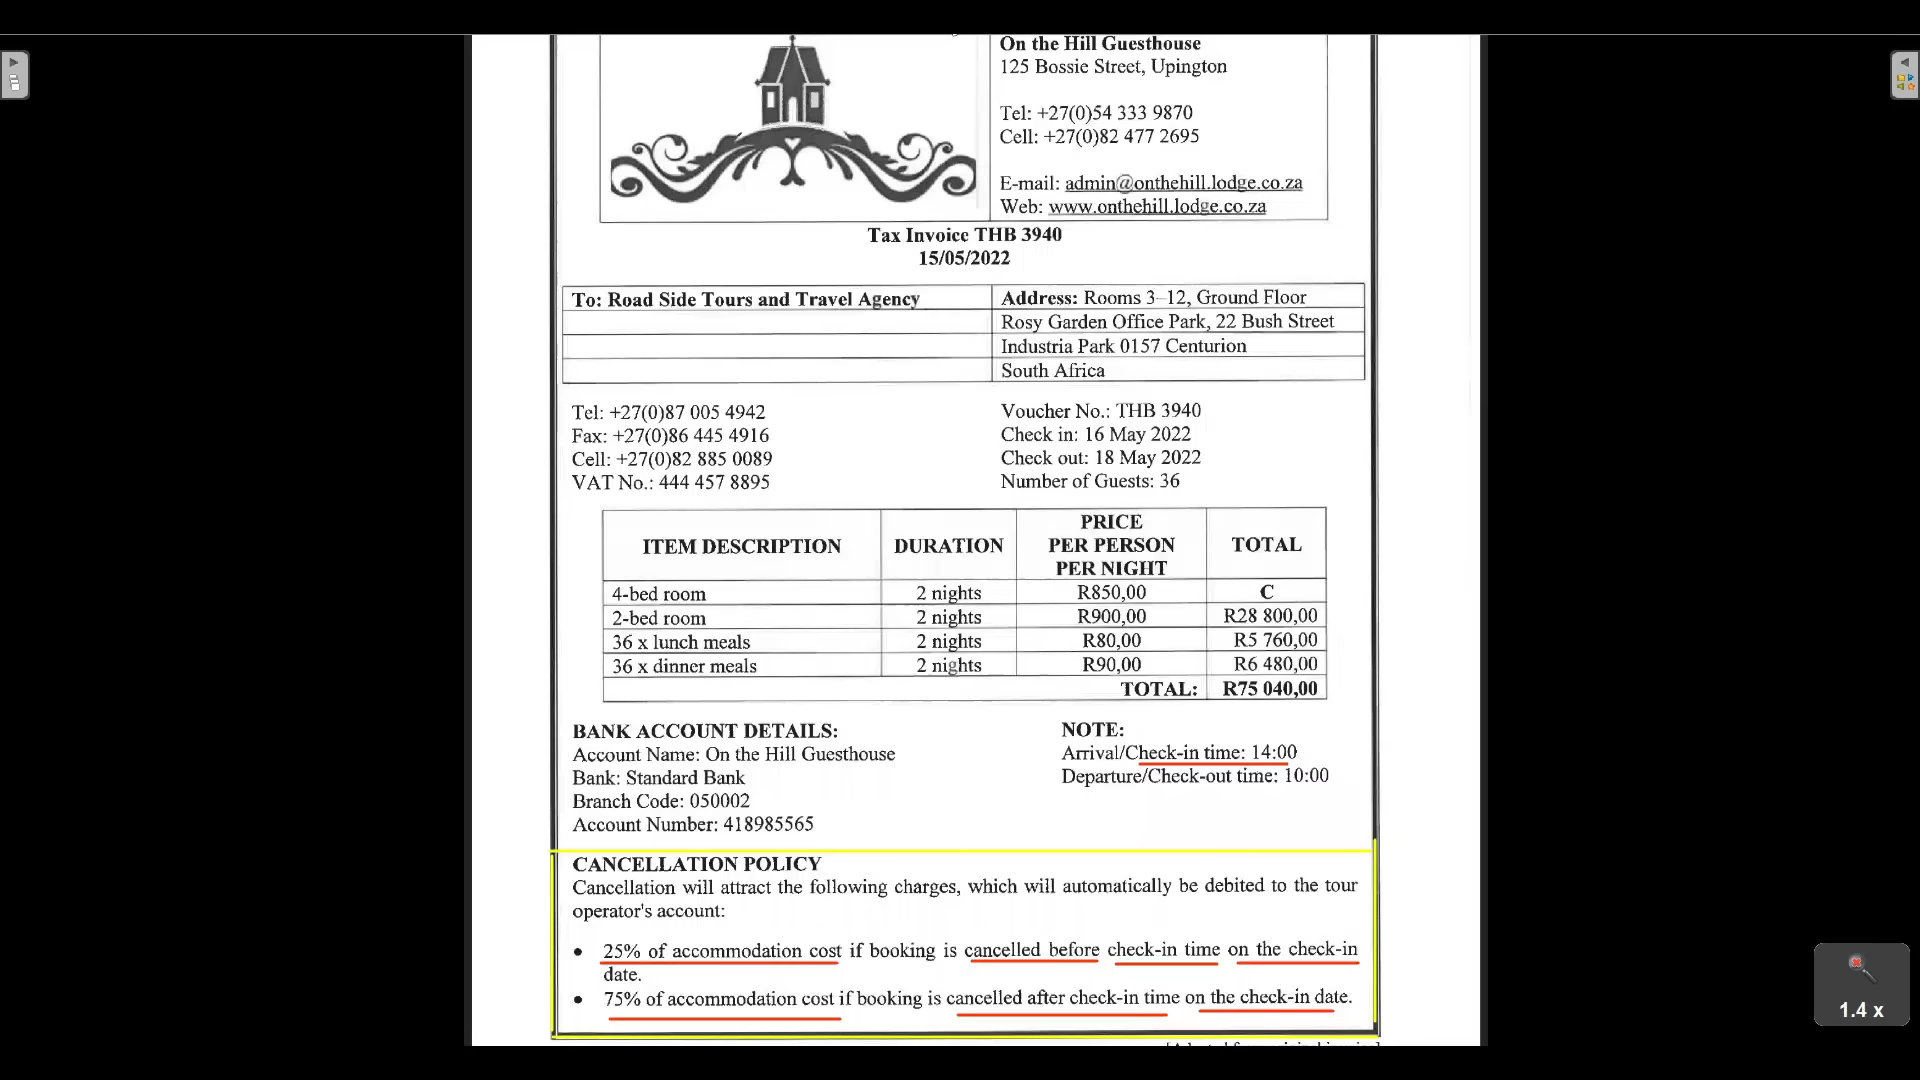 On the Hill Guesthouse
125 Bossie Street, Upington
Tel: +27(0)54 333 9870
Cell: +27(0)82 477 2695
E-mail: admin@onthehill.lodge.co.za
Web: www.onthehill.lodge.co.za
Tax Invoice THB 3940
15/05/2022
To: Road Side Tours and Travel Agency
Address: Rooms 3–12, Ground Floor
Rosy Garden Office Park, 22 Bush Street
Industria Park 0157 Centurion
South Africa
Tel: +27(0)87 005 4942
Fax: +27(0)86 445 4916
Cell: +27(0)82 885 0089
VAT No.: 444 457 8895
Voucher No.: THB 3940
Check in: 16 May 2022
Check out: 18 May 2022
Number of Guests: 36
ITEM DESCRIPTION DURATION PRICE PER PERSON PER NIGHT TOTAL
4-bed room 2 nights R850,00 C
2-bed room 2 nights R900,00 R28 800,00
36 x lunch meals 2 nights R80,00 R5 760,00
36 x dinner meals 2 nights R90,00 R6 480,00
TOTAL: R75 040,00
BANK ACCOUNT DETAILS:
Account Name: On the Hill Guesthouse
Bank: Standard Bank
Branch Code: 050002
Account Number: 418985565
NOTE:
Arrival/Check-in time: 14:00
Departure/Check-out time: 10:00
CANCELLATION POLICY
Cancellation will attract the following charges, which will automatically be debited to the tour
operator's account:
• 25% of accommodation cost if booking is cancelled before check-in time on the check-in
date.
• 75% of accommodation cost if booking is cancelled after check-in time on the check-in date.
1.4 x